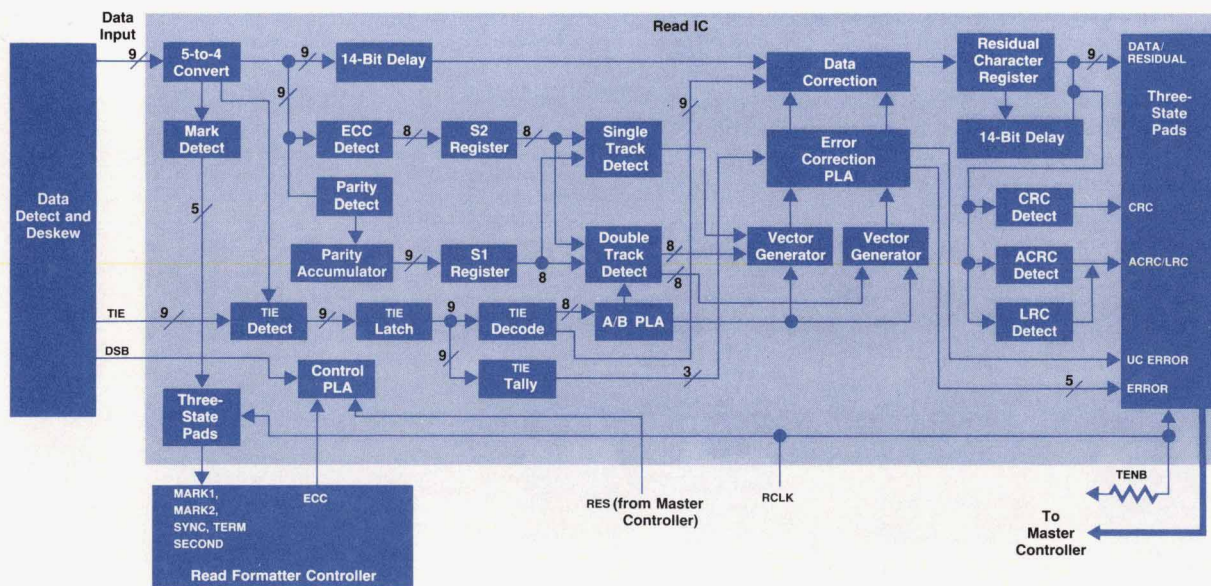 Data
Input
Read IC
9
5-to-4
Convert
9
14-Bit Delay
Data
Correction
Residual
Character
Register
9
DATA/
RESIDUAL
Three-
State
Pads
9
9
Mark
Detect
ECC
Detect
8
S2
Register
8
Single
Track
Detect
Error
Correction
PLA
14-Bit Delay
Data
Detect and
Deskew
5
Parity
Detect
CRC
Detect
CRC
Parity
Accumulator
9
S1
Register
8
Double
Track
Detect
8
8
Vector
Generator
Vector
Generator
ACRC
Detect
ACRC/LRC
LRC
Detect
TIE
9
TIE
Detect
9
TIE
Latch
9
TIE
Decode
8
A/B PLA
9
TIE
Tally
3
DSB
Control
PLA
UC ERROR
5
ERROR
Three-
State
Pads
MARK1,
MARK2,
SYNC, TERM
SECOND
ECC
Read Formatter Controller
RES (from Master
Controller)
RCLK
TENB
To
Master
Controller